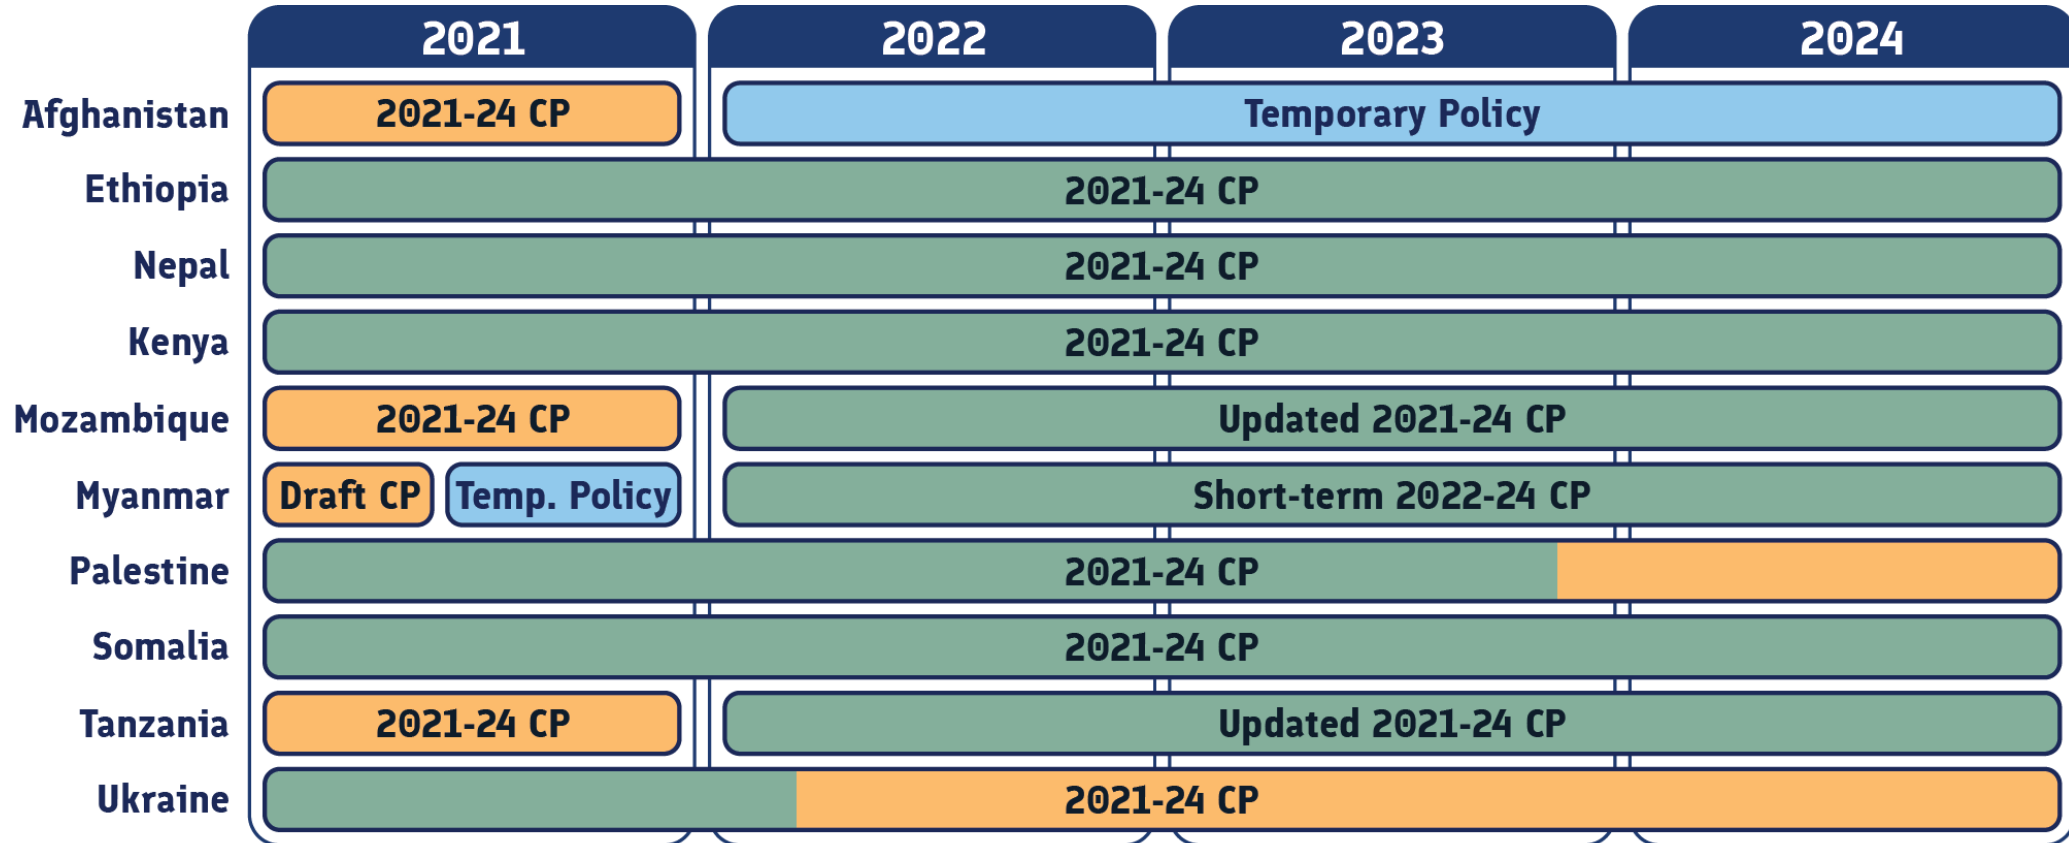 2021 2022 2023 2024
Afghanistan 2021-24 CP Temporary Policy
Ethiopia 2021-24 CP
Nepal 2021-24 CP
Kenya 2021-24 CP
Mozambique 2021-24 CP Updated 2021-24 CP
Myanmar Draft CP Temp. Policy Short-term 2022-24 CP
Palestine 2021-24 CP
Somalia 2021-24 CP
Tanzania 2021-24 CP Updated 2021-24 CP
Ukraine 2021-24 CP